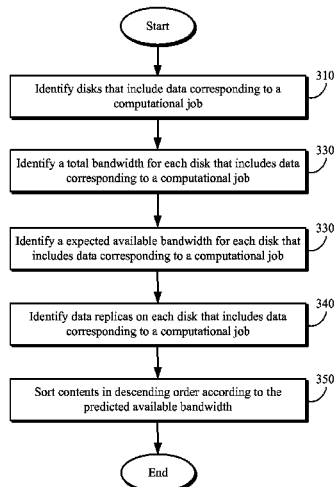 Start
310
Identify disks that include data corresponding to a
computational job
330
Identify a total bandwidth for each disk that includes data
corresponding to a computational job
330
Identify a expected available bandwidth for each disk that
includes data corresponding to a computational job
340
Identify data replicas on each disk that includes data
corresponding to a computational job
350
Sort contents in descending order according to the
predicted available bandwidth
End